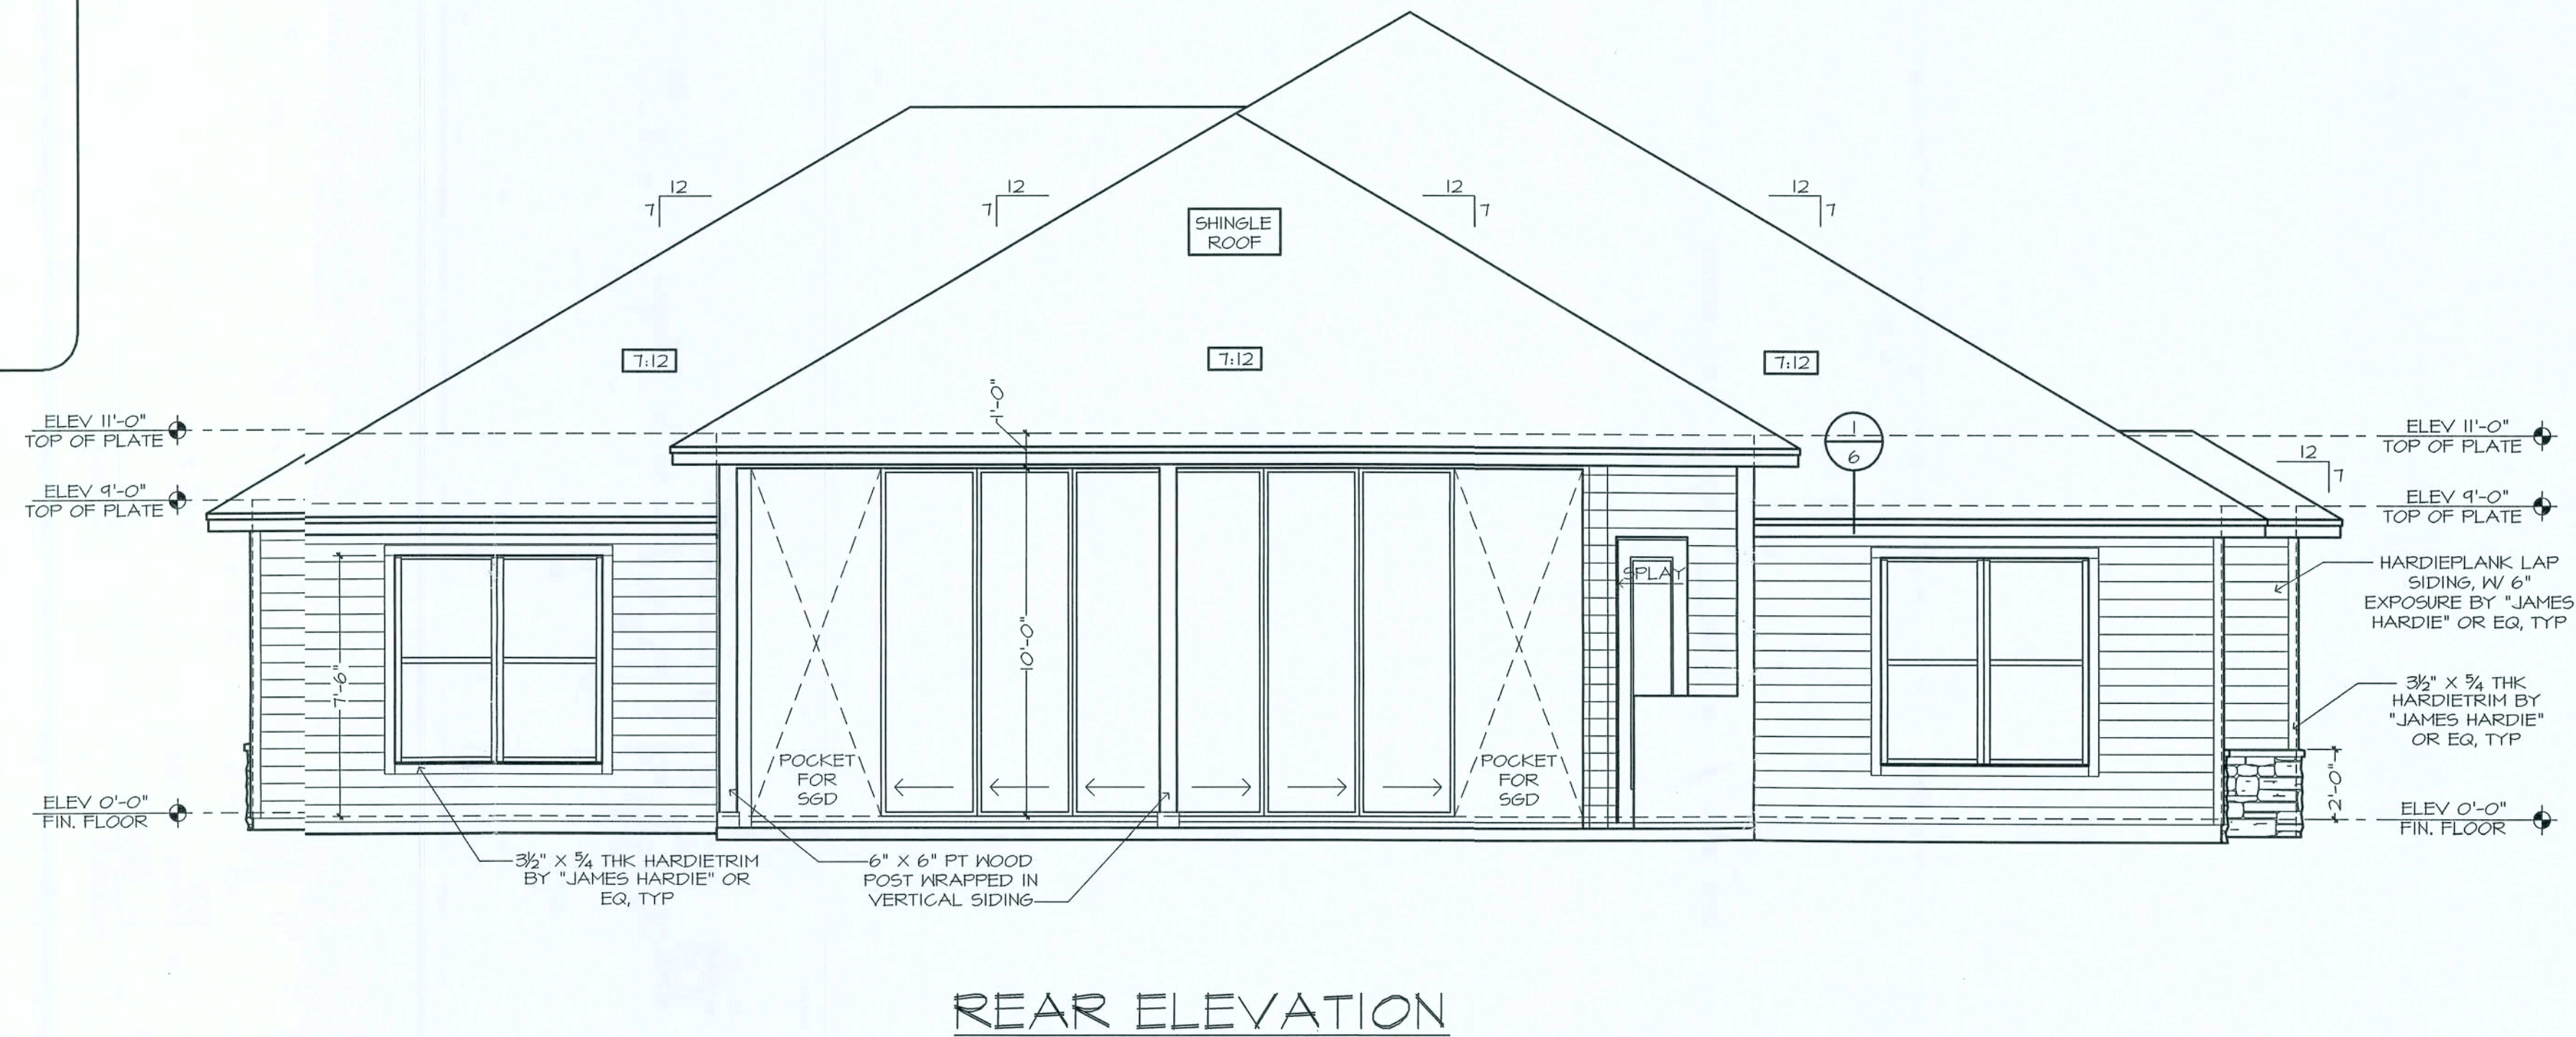 12
7
12
7
12
7
12
7
SHINGLE
ROOF
7:12
7:12
7:12
1'-0"
ELEV 11'-0"
TOP OF PLATE
ELEV 9'-0"
TOP OF PLATE
ELEV 0'-0"
FIN. FLOOR
1
6
ELEV 11'-0"
TOP OF PLATE
12
7
ELEV 9'-0"
TOP OF PLATE
HARDIEPLANK LAP
SIDING, W/ 6"
EXPOSURE BY "JAMES
HARDIE" OR EQ, TYP
3½" X 5/4 THK
HARDIETRIM BY
"JAMES HARDIE"
OR EQ, TYP
2'-0"
ELEV 0'-0"
FIN. FLOOR
7'-6"
10'-0"
SPLAY
POCKET
FOR
SGD
POCKET
FOR
SGD
3½" X 5/4 THK HARDIETRIM
BY "JAMES HARDIE" OR
EQ, TYP
6" X 6" PT WOOD
POST WRAPPED IN
VERTICAL SIDING
REAR ELEVATION